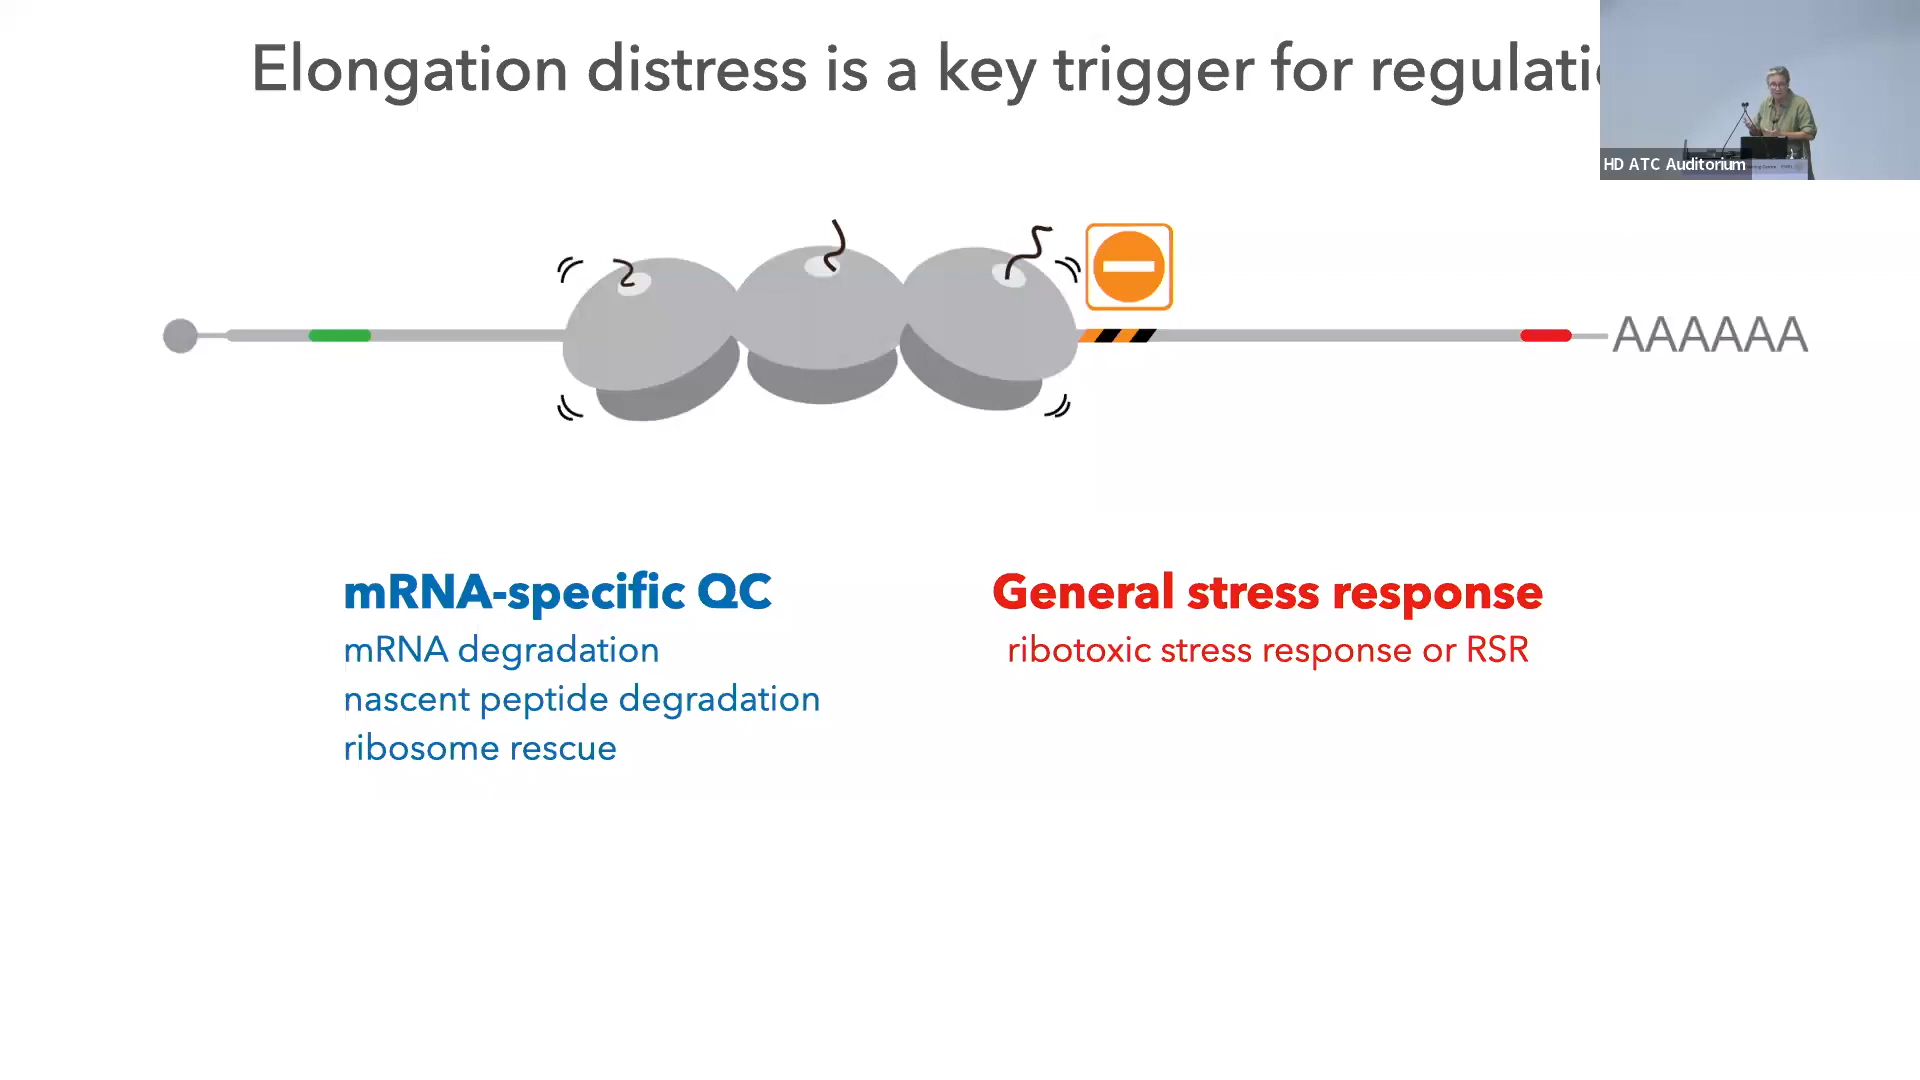 Elongation distress is a key trigger for regulati
HD ATC Auditorium
AAAAAA
mRNA-specific QC
mRNA degradation
nascent peptide degradation
ribosome rescue
General stress response
ribotoxic stress response or RSR